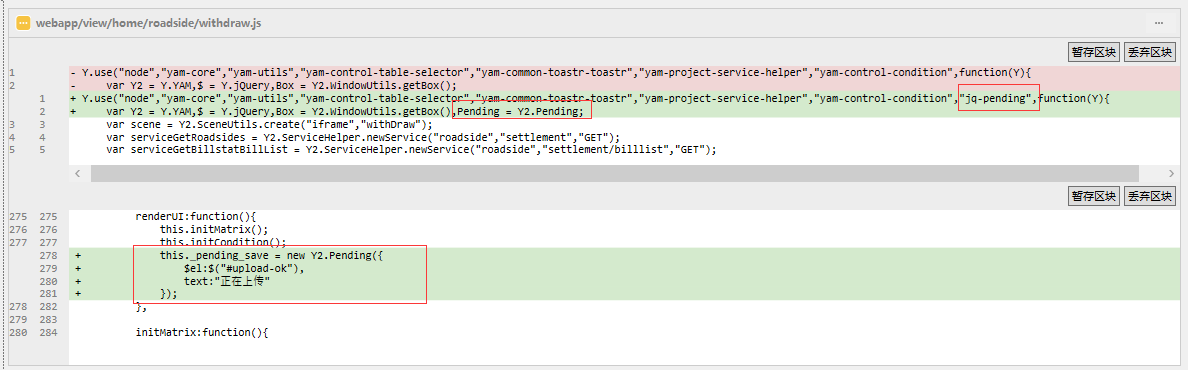 webapp/view/home/roadside/withdraw.js
暂存区块 丢弃区块
1 - Y.use("node","yam-core","yam-utils","yam-control-table-selector","yam-common-toastr-toastr","yam-project-service-helper","yam-control-condition",function(Y){
2 - var Y2 = Y.YAM,$ = Y.jQuery,Box = Y2.WindowUtils.getBox();
1 + Y.use("node","yam-core","yam-utils","yam-control-table-selector","yam-common-toastr-toastr","yam-project-service-helper","yam-control-condition","jq-pending",function(Y){
2 + var Y2 = Y.YAM,$ = Y.jQuery,Box = Y2.WindowUtils.getBox(),Pending = Y2.Pending;
3 3 var scene = Y2.SceneUtils.create("iframe","withDraw");
4 4 var serviceGetRoadsides = Y2.ServiceHelper.newService("roadside","settlement","GET");
5 5 var serviceGetBillstatBillList = Y2.ServiceHelper.newService("roadside","settlement/billlist","GET");
暂存区块 丢弃区块
275 275 renderUI:function(){
276 276 this.initMatrix();
277 277 this.initCondition();
278 + this._pending_save = new Y2.Pending({
279 + $el:$("#upload-ok"),
280 + text:"正在上传"
281 + });
278 282 },
279 283
280 284 initMatrix:function(){